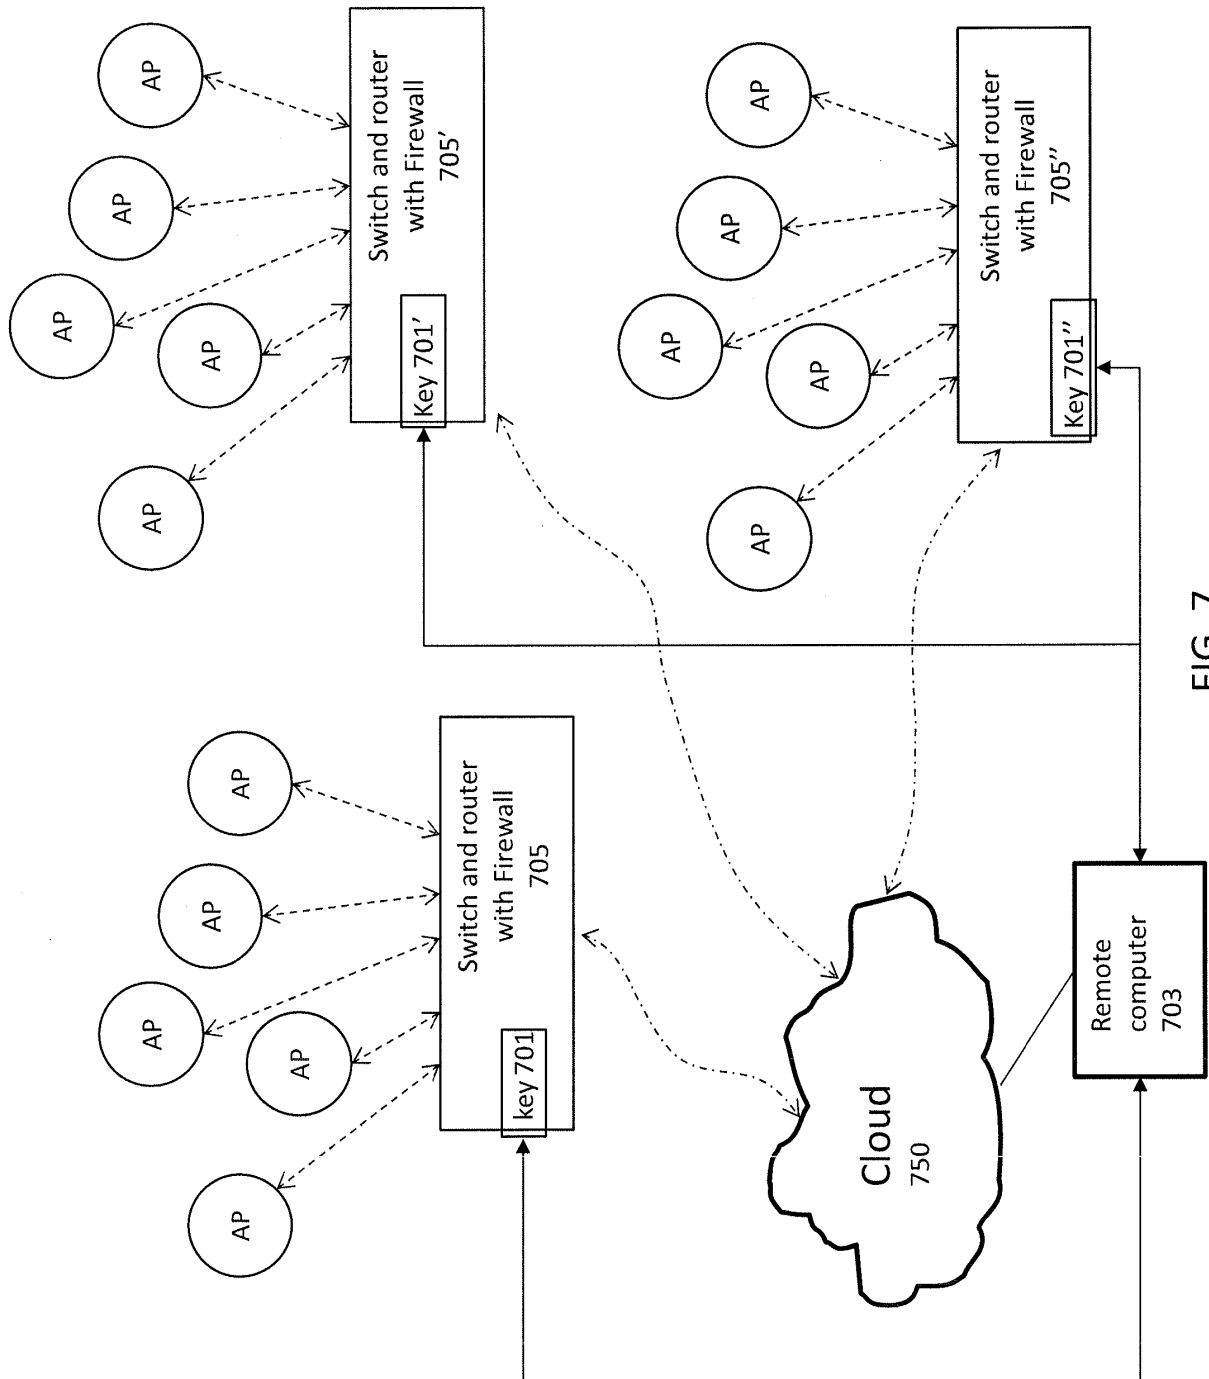 AP
AP
AP
AP
AP
Switch and router
with Firewall
705
key 701
AP
AP
AP
AP
AP
Switch and router
with Firewall
705'
Key 701'
AP
AP
AP
AP
AP
Switch and router
with Firewall
705''
Key 701''
Cloud
750
Remote
computer
703
FIG. 7